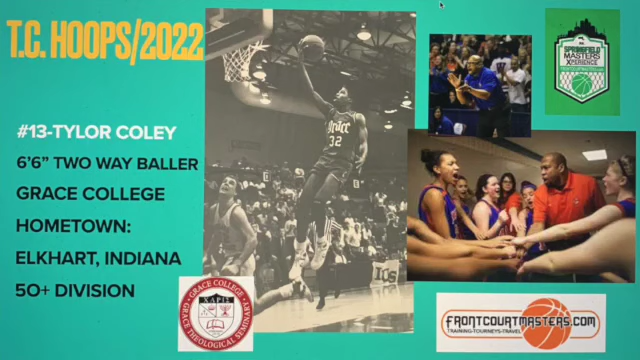 T.C. HOOPS/2022
#13-TYLOR COLEY
6'6" TWO WAY BALLER
GRACE COLLEGE
HOMETOWN:
ELKHART, INDIANA
50+ DIVISION
Grace
32
SPRINGFIELD
MASTERS
XPERIENCE
GRACE COLLEGE
ΧΑΡΙΣ
GRACE THEOLOGICAL SEMINARY
FRONTCOURTMASTERS.COM
TRAINING-TOURNEYS-TRAVEL